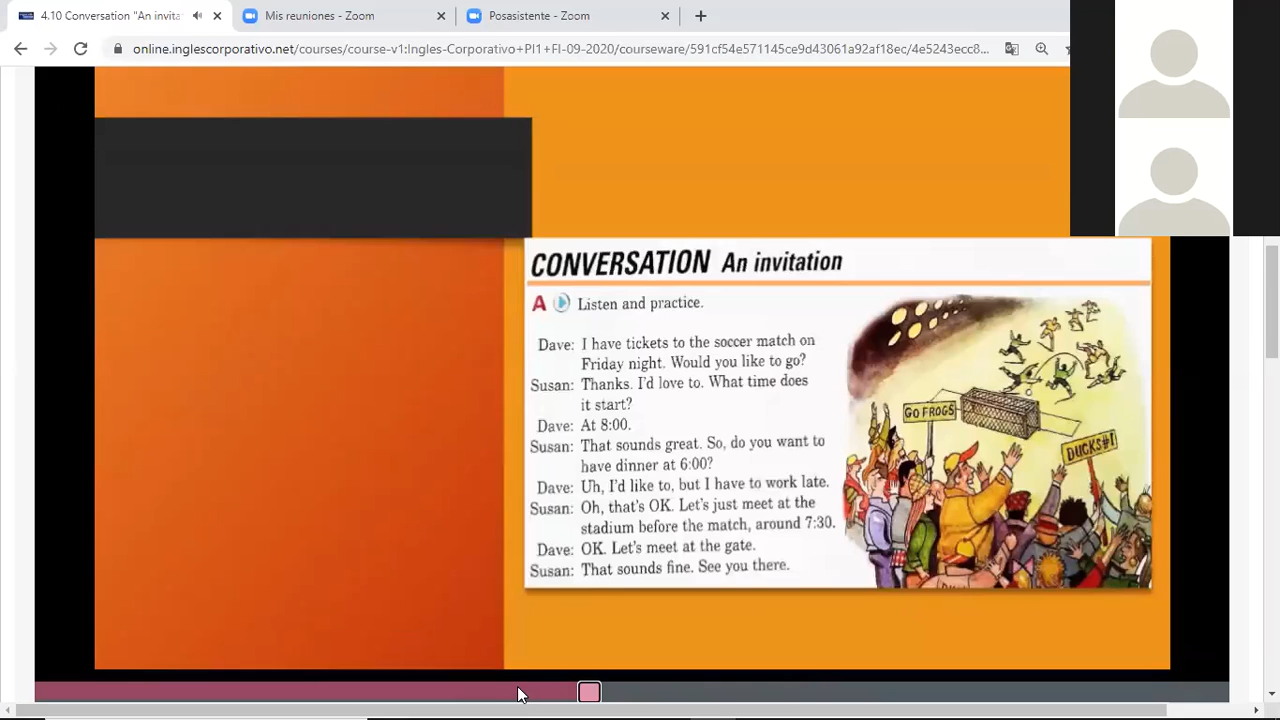 4.10 Conversation "An invita
Mis reuniones - Zoom
Posasistente - Zoom
online.inglescorporativo.net/courses/course-v1:Ingles-Corporativo+PI1+FI-09-2020/courseware/591cf54e571145ce9d43061a92af18ec/4e5243ecc8...
CONVERSATION An invitation
A Listen and practice.
Dave: I have tickets to the soccer match on
Friday night. Would you like to go?
Susan: Thanks. I'd love to. What time does
it start?
Dave: At 8:00.
Susan: That sounds great. So, do you want to
have dinner at 6:00?
Dave: Uh, I'd like to, but I have to work late.
Susan: Oh, that's OK. Let's just meet at the
stadium before the match, around 7:30.
Dave: OK. Let's meet at the gate.
Susan: That sounds fine. See you there.
GO FROGS
DUCKS#1